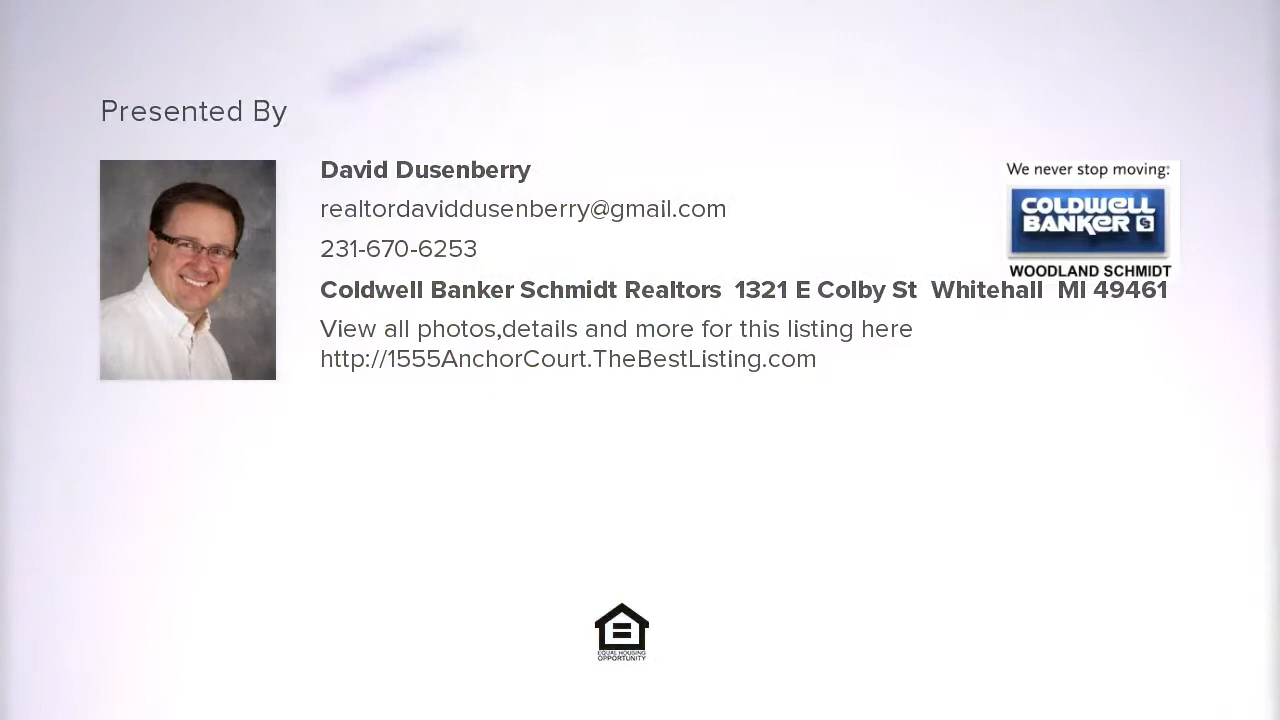 Presented By
David Dusenberry
realtordaviddusenberry@gmail.com
231-670-6253
We never stop moving:
COLDWELL
BANKER CB
WOODLAND SCHMIDT
Coldwell Banker Schmidt Realtors 1321 E Colby St Whitehall MI 49461
View all photos,details and more for this listing here
http://1555AnchorCourt.TheBestListing.com
EQUAL HOUSING
OPPORTUNITY